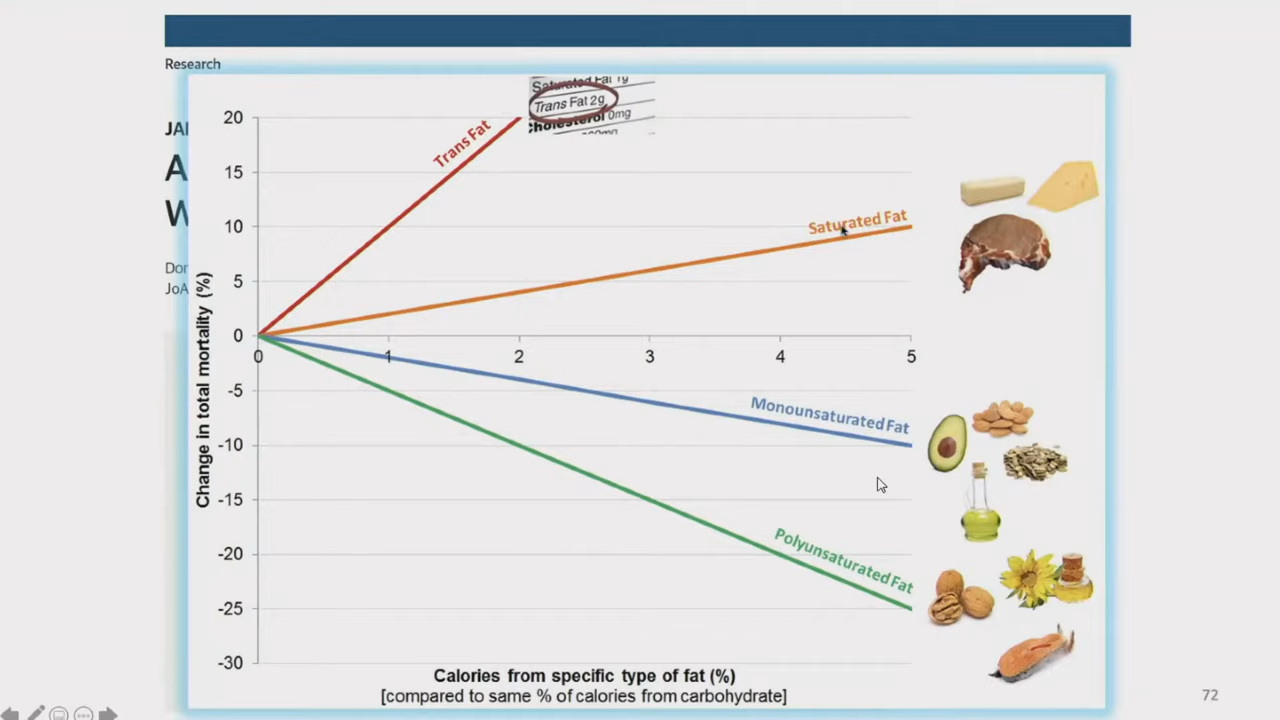 Research
JA
A
W
Don
JoA
Saturated Fat 1g
Trans Fat 2g
Cholesterol 0mg
Trans Fat
Saturated Fat
Monounsaturated Fat
Polyunsaturated Fat
Change in total mortality (%)
20
15
10
5
0
-5
-10
-15
-20
-25
-30
0 1 2 3 4 5
Calories from specific type of fat (%)
[compared to same % of calories from carbohydrate]
72